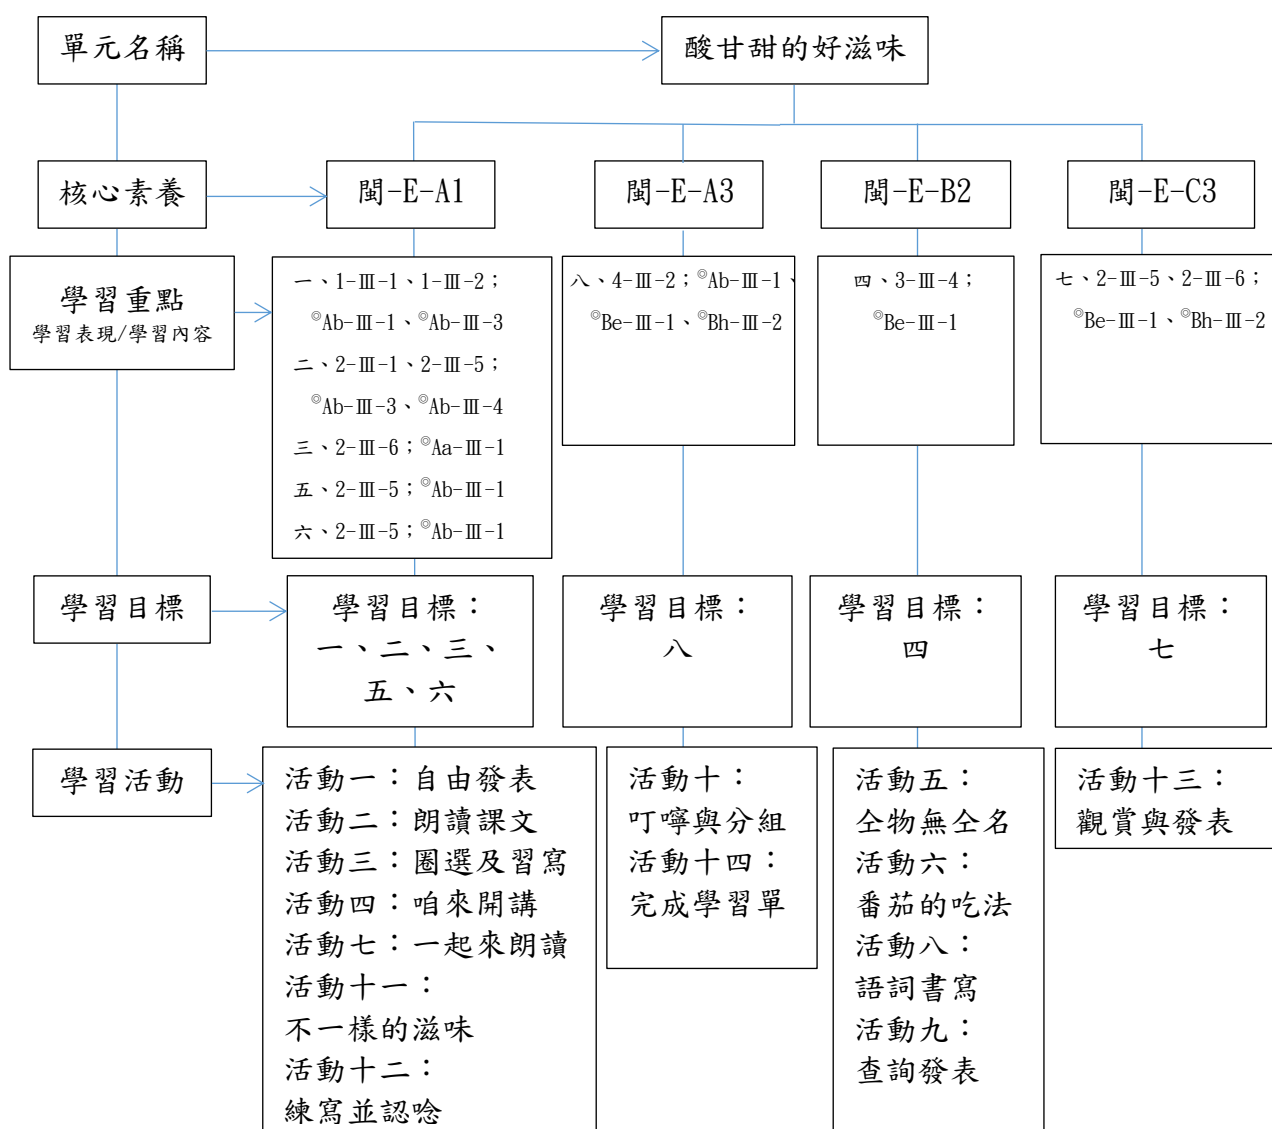 單元名稱
酸甘甜的好滋味
核心素養
閩-E-A1
閩-E-A3
閩-E-B2
閩-E-C3
學習重點
學習表現/學習內容
一、1-Ⅲ-1、1-Ⅲ-2；
◎Ab-Ⅲ-1、◎Ab-Ⅲ-3
二、2-Ⅲ-1、2-Ⅲ-5；
◎Ab-Ⅲ-3、◎Ab-Ⅲ-4
三、2-Ⅲ-6；◎Aa-Ⅲ-1
五、2-Ⅲ-5；◎Ab-Ⅲ-1
六、2-Ⅲ-5；◎Ab-Ⅲ-1
八、4-Ⅲ-2；◎Ab-Ⅲ-1、
◎Be-Ⅲ-1、◎Bh-Ⅲ-2
四、3-Ⅲ-4；
◎Be-Ⅲ-1
七、2-Ⅲ-5、2-Ⅲ-6；
◎Be-Ⅲ-1、◎Bh-Ⅲ-2
學習目標
學習目標：
一、二、三、
五、六
學習目標：
八
學習目標：
四
學習目標：
七
學習活動
活動一：自由發表
活動二：朗讀課文
活動三：圈選及習寫
活動四：咱來開講
活動七：一起來朗讀
活動十一：
不一樣的滋味
活動十二：
練寫並認唸
活動十：
叮嚀與分組
活動十四：
完成學習單
活動五：
仝物無仝名
活動六：
番茄的吃法
活動八：
語詞書寫
活動九：
查詢發表
活動十三：
觀賞與發表